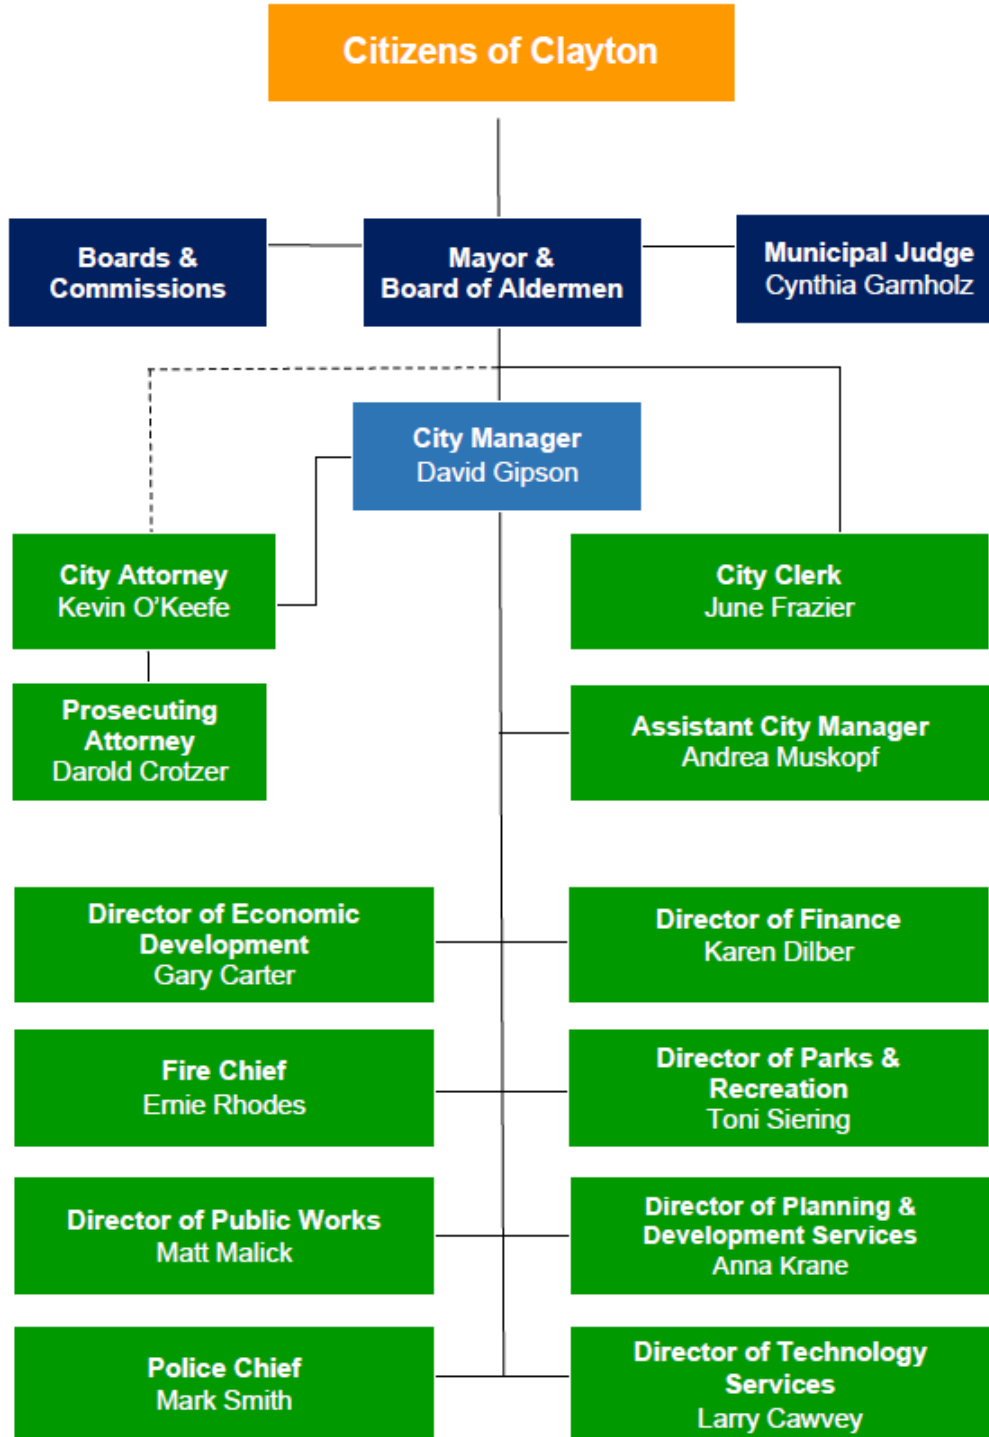 Citizens of Clayton
Boards &
Commissions
Mayor &
Board of Aldermen
Municipal Judge
Cynthia Garnholz
City Manager
David Gipson
City Attorney
Kevin O'Keefe
City Clerk
June Frazier
Prosecuting
Attorney
Darold Crotzer
Assistant City Manager
Andrea Muskopf
Director of Economic
Development
Gary Carter
Director of Finance
Karen Dilber
Fire Chief
Ernie Rhodes
Director of Parks &
Recreation
Toni Siering
Director of Public Works
Matt Malick
Director of Planning &
Development Services
Anna Krane
Police Chief
Mark Smith
Director of Technology
Services
Larry Cawvey